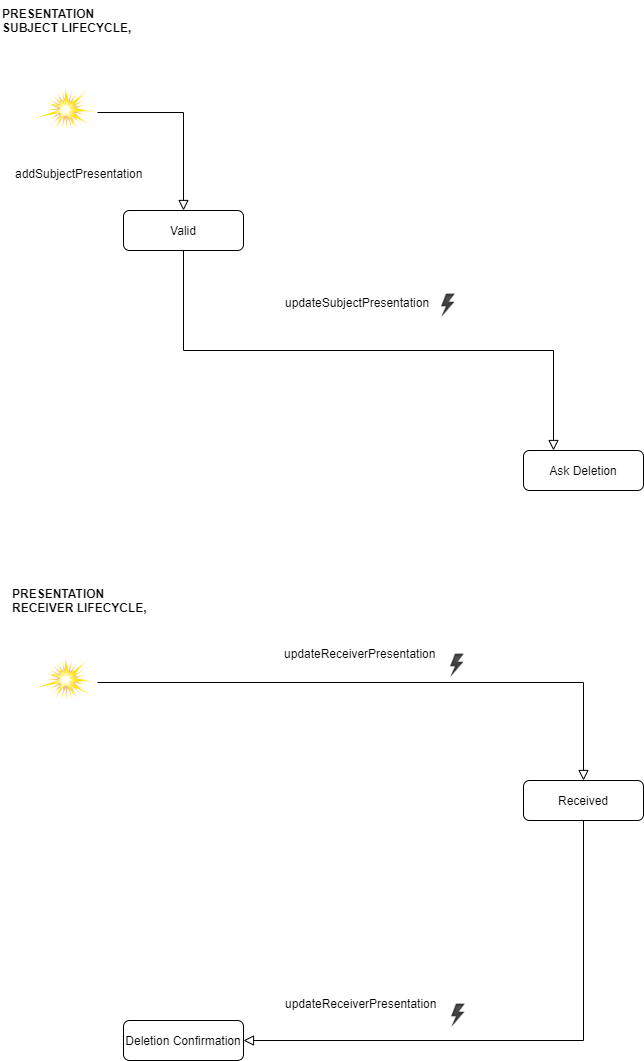 PRESENTATION
SUBJECT LIFECYCLE,
addSubjectPresentation
Valid
updateSubjectPresentation
Ask Deletion
PRESENTATION
RECEIVER LIFECYCLE,
updateReceiverPresentation
Received
updateReceiverPresentation
Deletion Confirmation